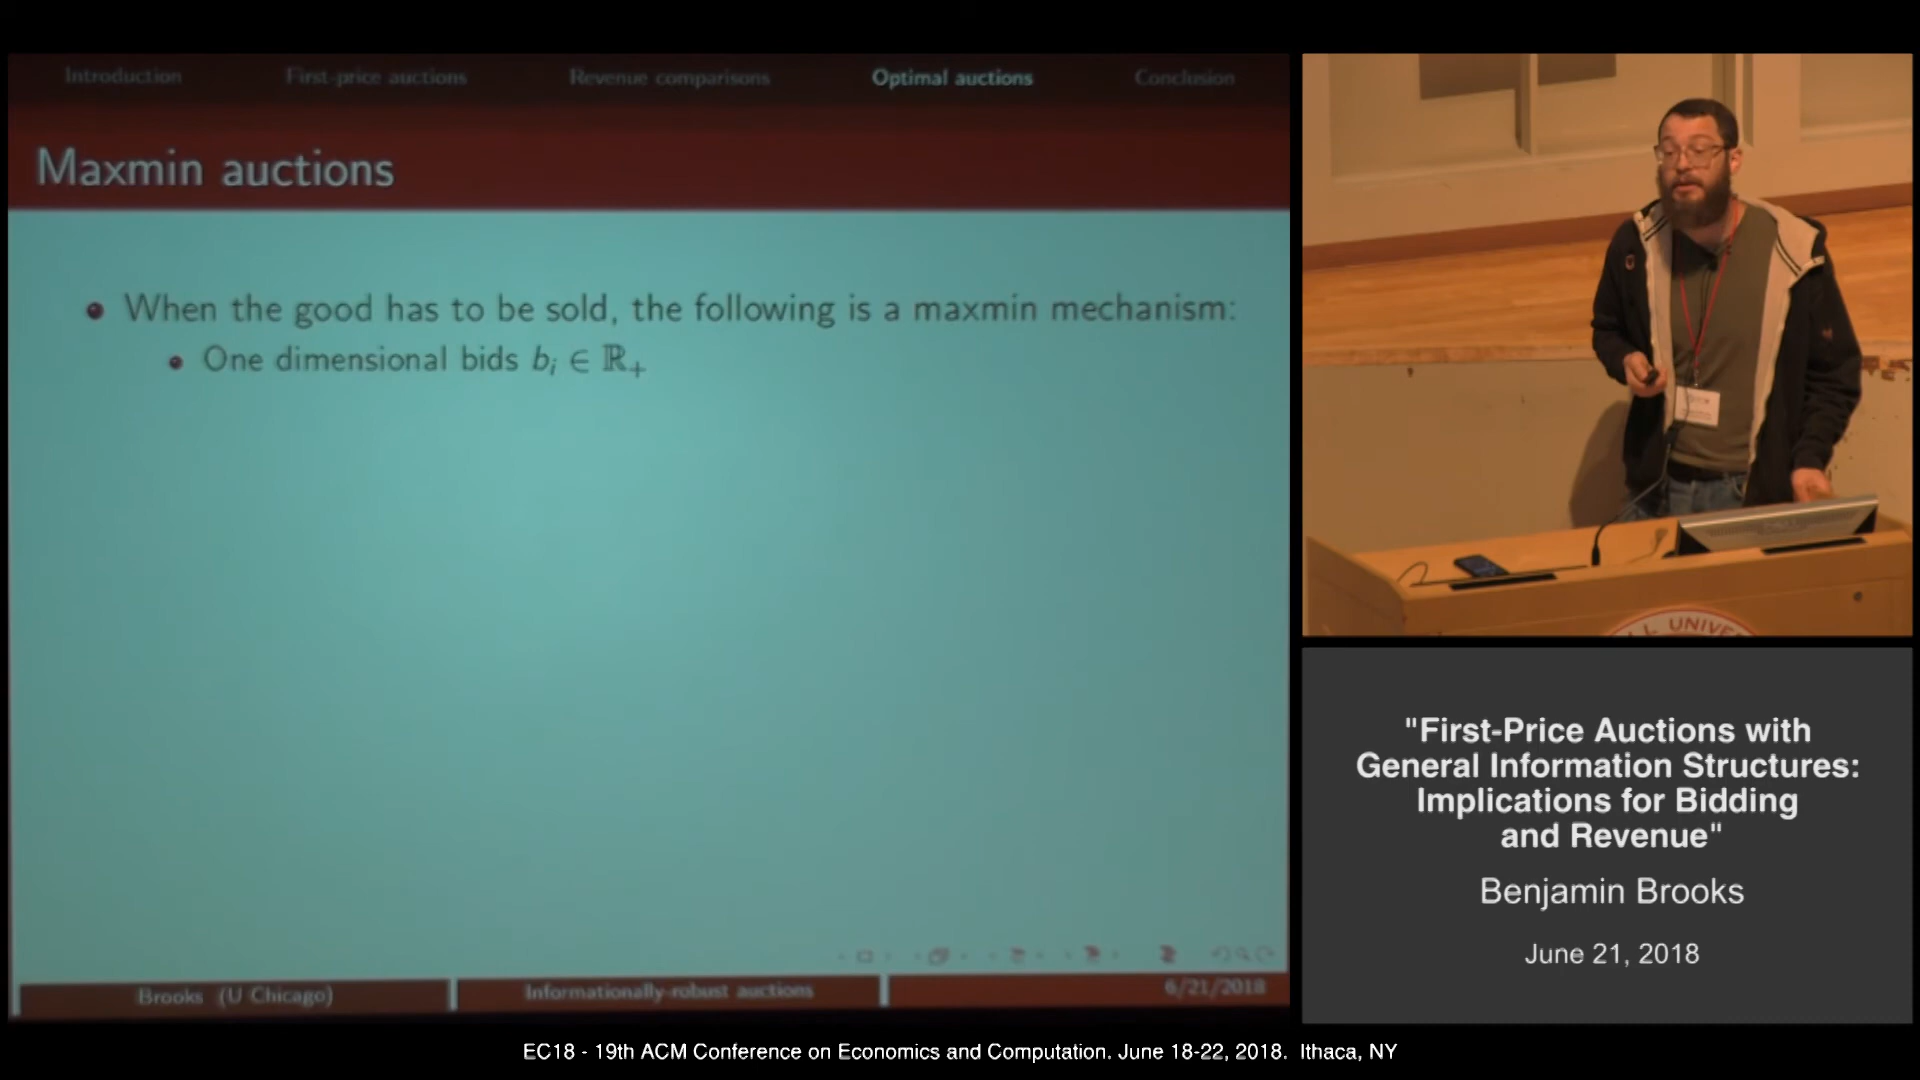 Introduction First-price auctions Revenue comparisons Optimal auctions Conclusion
Maxmin auctions
When the good has to be sold, the following is a maxmin mechanism:
One dimensional bids bᵢ ∈ ℝ₊
Brooks (U Chicago) Informationally-robust auctions 6/21/2018
L UNIVE
"First-Price Auctions with
General Information Structures:
Implications for Bidding
and Revenue"
Benjamin Brooks
June 21, 2018
EC18 - 19th ACM Conference on Economics and Computation. June 18-22, 2018. Ithaca, NY